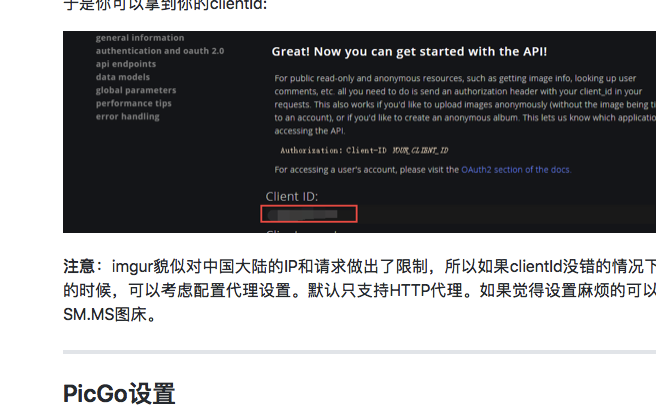 于是你可以拿到你的clientId:
general information
authentication and oauth 2.0
api endpoints
data models
global parameters
performance tips
error handling
Great! Now you can get started with the API!
For public read-only and anonymous resources, such as getting image info, looking up user
comments, etc. all you need to do is send an authorization header with your client_id in your
requests. This also works if you'd like to upload images anonymously (without the image being
to an account), or if you'd like to create an anonymous album. This lets us know which
accessing the API.
Authorization: Client-ID YOUR_CLIENT_ID
For accessing a user's account, please visit the OAuth2 section of the docs.
Client ID:
注意：imgur貌似对中国大陆的IP和请求做出了限制，所以如果clientId没错的情况下
的时候，可以考虑配置代理设置。默认只支持HTTP代理。如果觉得设置麻烦的可以
SM.MS图床。
PicGo设置